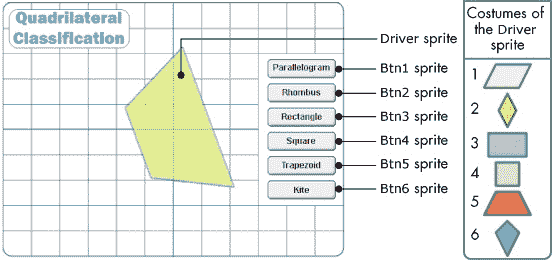 Quadrilateral
Classification
Parallelogram
Rhombus
Rectangle
Square
Trapezoid
Kite
Driver sprite
Btn1 sprite
Btn2 sprite
Btn3 sprite
Btn4 sprite
Btn5 sprite
Btn6 sprite
Costumes of
the Driver
sprite
1
2
3
4
5
6